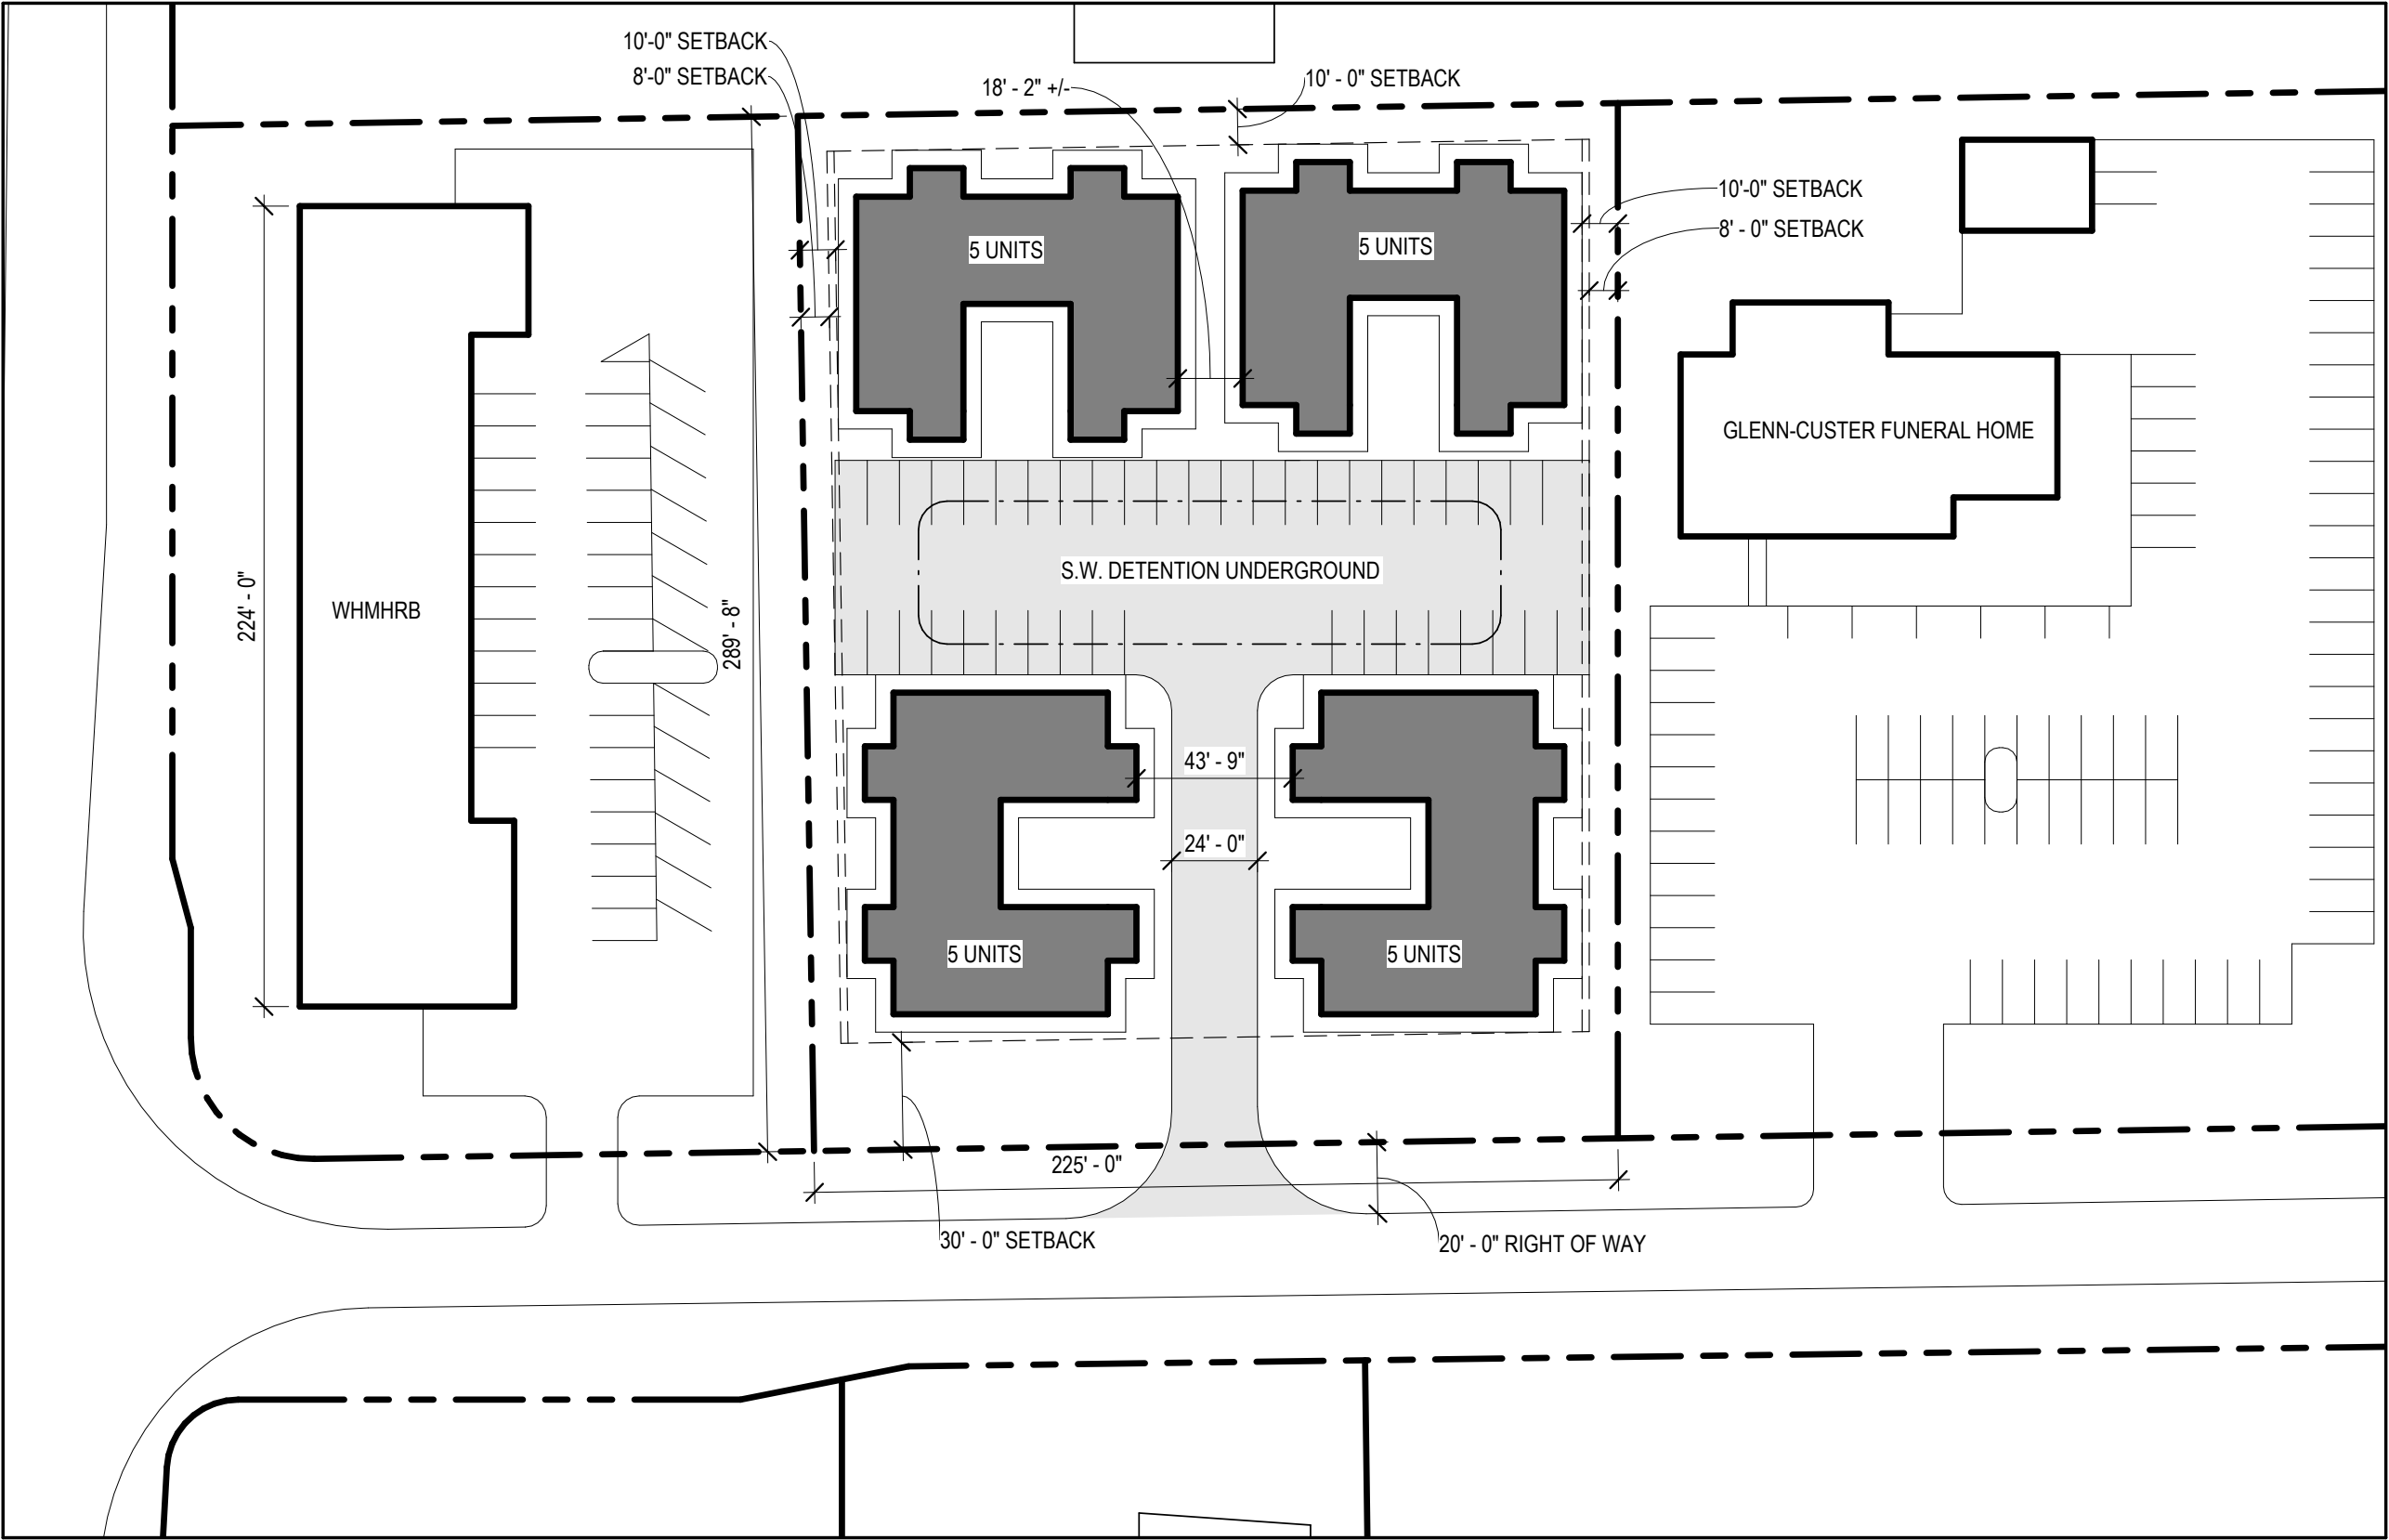 10'-0" SETBACK
8'-0" SETBACK
18' - 2" +/-
10' - 0" SETBACK
10'-0" SETBACK
8' - 0" SETBACK
5 UNITS
5 UNITS
GLENN-CUSTER FUNERAL HOME
S.W. DETENTION UNDERGROUND
224' - 0"
WHMHRB
289' - 8"
43' - 9"
24' - 0"
5 UNITS
5 UNITS
225' - 0"
30' - 0" SETBACK
20' - 0" RIGHT OF WAY